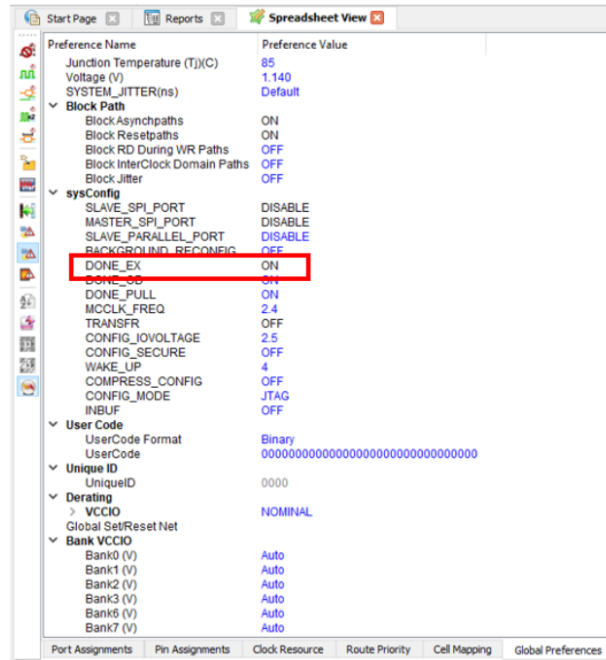 Start Page Reports Spreadsheet View
Preference Name Preference Value
Junction Temperature (Tj)(C) 85
Voltage (V) 1.140
SYSTEM_JITTER(ns) Default
Block Path
Block Asynchpaths ON
Block Resetpaths ON
Block RD During WR Paths OFF
Block InterClock Domain Paths OFF
Block Jitter OFF
sysConfig
SLAVE_SPI_PORT DISABLE
MASTER_SPI_PORT DISABLE
SLAVE_PARALLEL_PORT DISABLE
BACKGROUND_RECONFIG OFF
DONE_EX ON
DONE_OD ON
DONE_PULL ON
MCCLK_FREQ 2.4
TRANSFR OFF
CONFIG_IOVOLTAGE 2.5
CONFIG_SECURE OFF
WAKE_UP 4
COMPRESS_CONFIG OFF
CONFIG_MODE JTAG
INBUF OFF
User Code
UserCode Format Binary
UserCode 00000000000000000000000000000000
Unique ID
UniqueID 0000
Derating
VCCIO NOMINAL
Global Set/Reset Net
Bank VCCIO
Bank0 (V) Auto
Bank1 (V) Auto
Bank2 (V) Auto
Bank3 (V) Auto
Bank6 (V) Auto
Bank7 (V) Auto
Port Assignments Pin Assignments Clock Resource Route Priority Cell Mapping Global Preferences